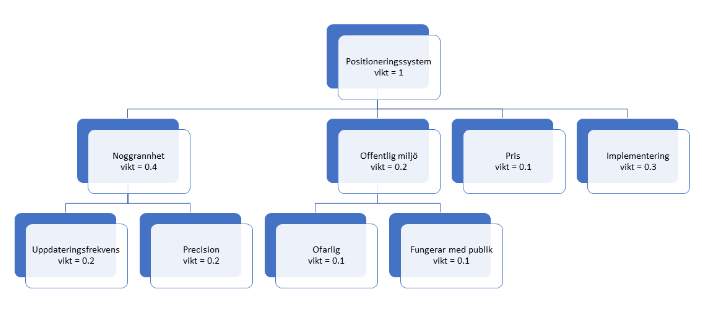 Positioneringssystem
vikt = 1
Noggrannhet
vikt = 0.4
Offentlig miljö
vikt = 0.2
Pris
vikt = 0.1
Implementering
vikt = 0.3
Uppdateringsfrekvens
vikt = 0.2
Precision
vikt = 0.2
Ofarlig
vikt = 0.1
Fungerar med publik
vikt = 0.1